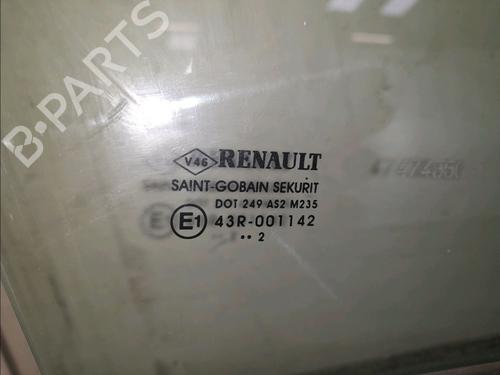 B-PARTS
V46 RENAULT
SAINT-GOBAIN SEKURIT
DOT 249 AS2 M235
E1 43R-001142
•• 2